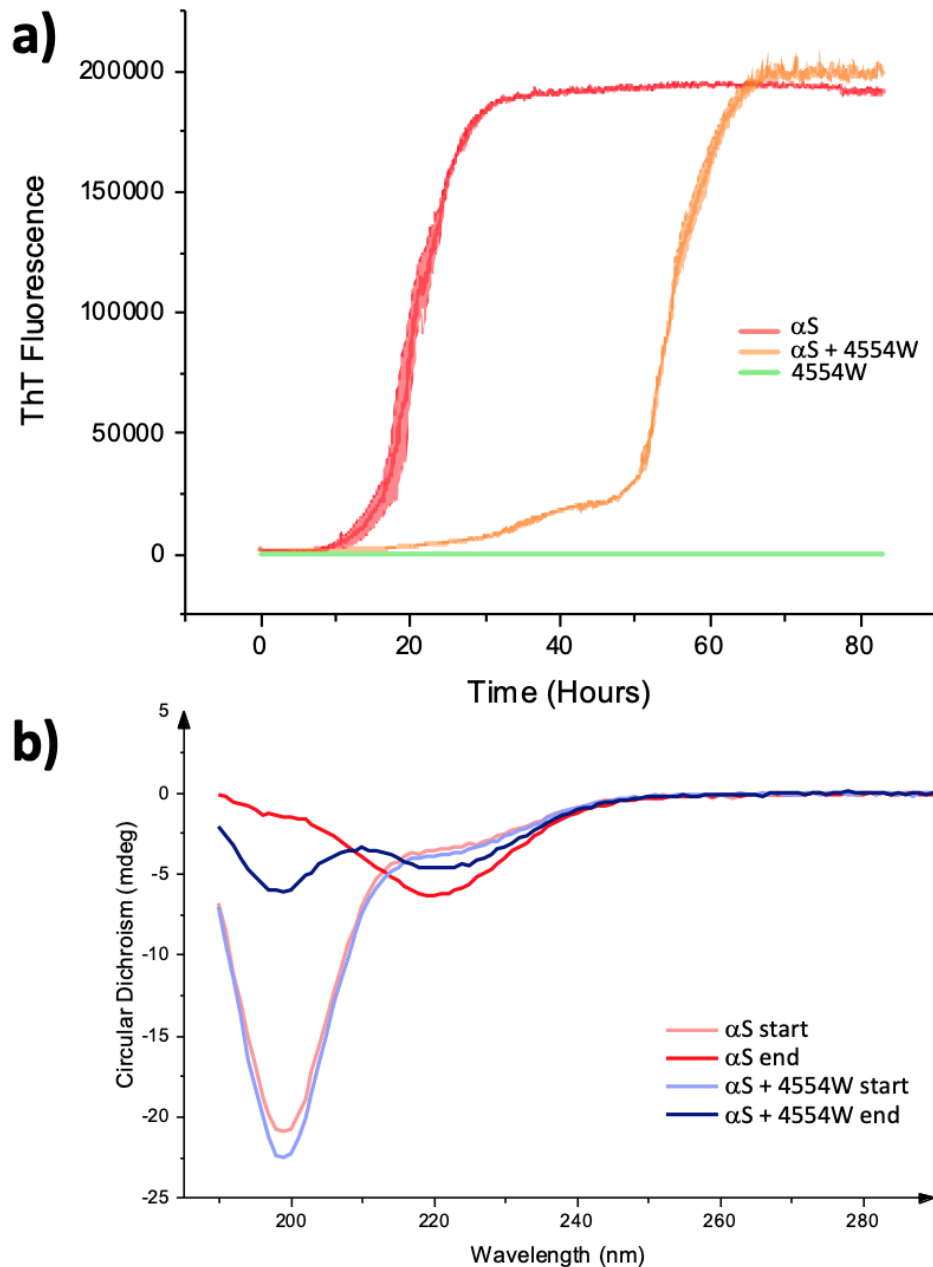 a)
200000
150000
100000
50000
0
ThT Fluorescence
αS
αS + 4554W
4554W
0 20 40 60 80
Time (Hours)
b)
5
0
-5
-10
-15
-20
-25
Circular Dichroism (mdeg)
αS start
αS end
αS + 4554W start
αS + 4554W end
200 220 240 260 280
Wavelength (nm)